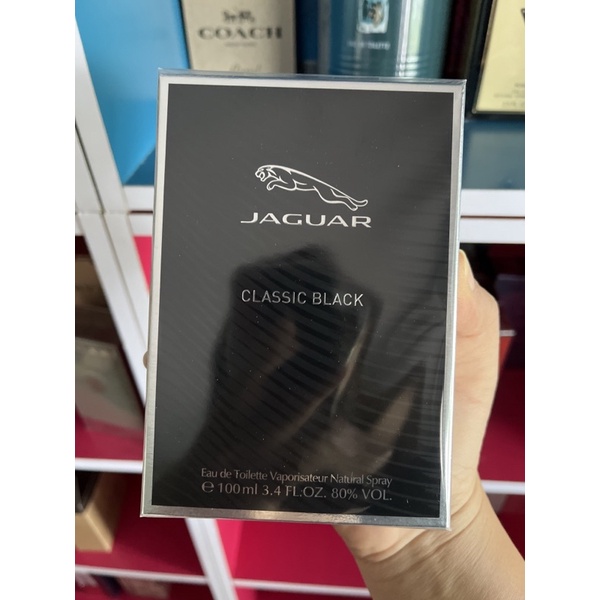 COACH
JAGUAR
CLASSIC BLACK
Eau de Toilette Vaporisateur Natural Spray
℮ 100ml 3.4 FL.OZ. 80% VOL.